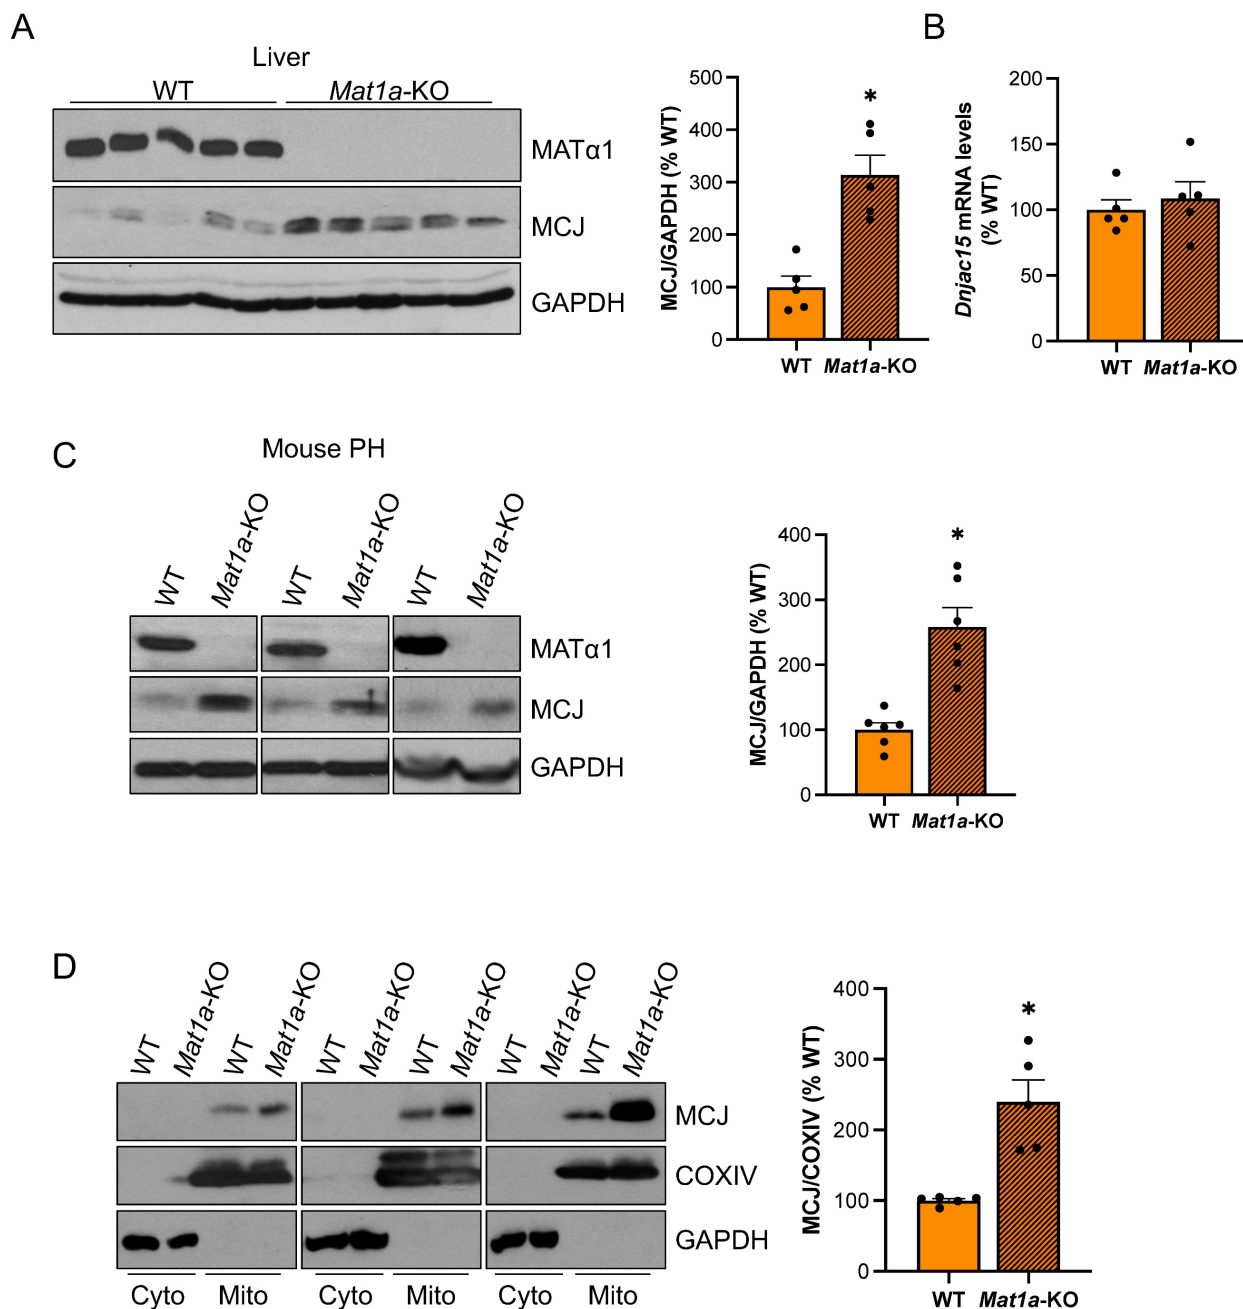 A
Liver
WT
Mat1a-KO
MATα1
MCJ
GAPDH
MCJ/GAPDH (% WT)
500
400
300
200
100
0
*
WT Mat1a-KO
B
Dnjac15 mRNA levels
(% WT)
200
150
100
50
0
WT Mat1a-KO
C
Mouse PH
WT
Mat1a-KO
WT
Mat1a-KO
WT
Mat1a-KO
MATα1
MCJ
GAPDH
MCJ/GAPDH (% WT)
400
300
200
100
0
*
WT Mat1a-KO
D
WT
Mat1a-KO
WT
Mat1a-KO
WT
Mat1a-KO
WT
Mat1a-KO
WT
Mat1a-KO
WT
Mat1a-KO
MCJ
COXIV
GAPDH
Cyto Mito Cyto Mito Cyto Mito
MCJ/COXIV (% WT)
400
300
200
100
0
*
WT Mat1a-KO